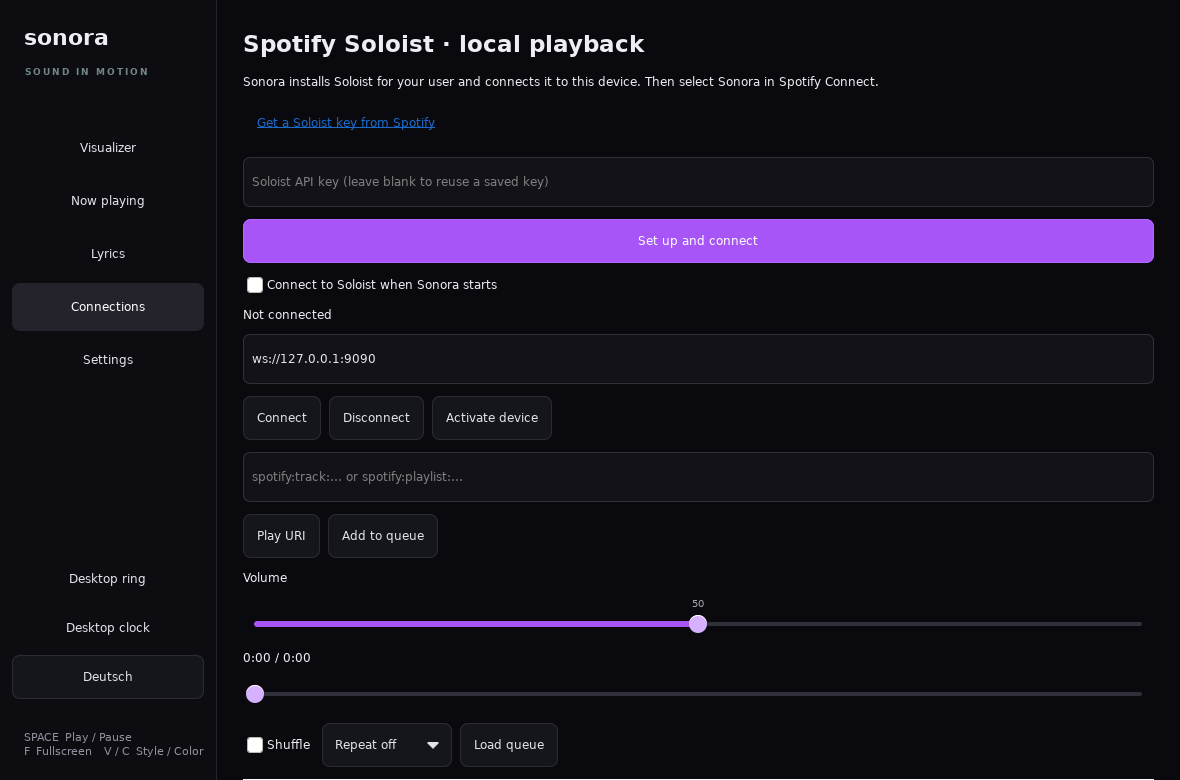 sonora
SOUND IN MOTION
Visualizer
Now playing
Lyrics
Connections
Settings
Desktop ring
Desktop clock
Deutsch
SPACE Play / Pause
F Fullscreen V / C Style / Color
Spotify Soloist · local playback
Sonora installs Soloist for your user and connects it to this device. Then select Sonora in Spotify Connect.
Get a Soloist key from Spotify
Soloist API key (leave blank to reuse a saved key)
Set up and connect
Connect to Soloist when Sonora starts
Not connected
ws://127.0.0.1:9090
Connect Disconnect Activate device
spotify:track:… or spotify:playlist:…
Play URI Add to queue
Volume
50
0:00 / 0:00
Shuffle Repeat off Load queue